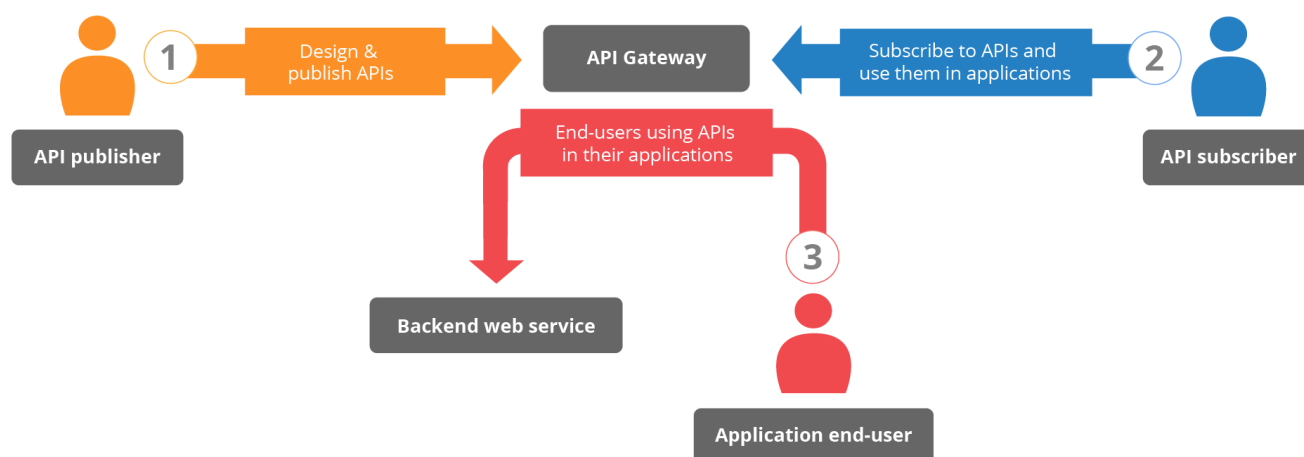 1
Design &
publish APIs
API Gateway
Subscribe to APIs and
use them in applications
2
API publisher
End-users using APIs
in their applications
API subscriber
3
Backend web service
Application end-user